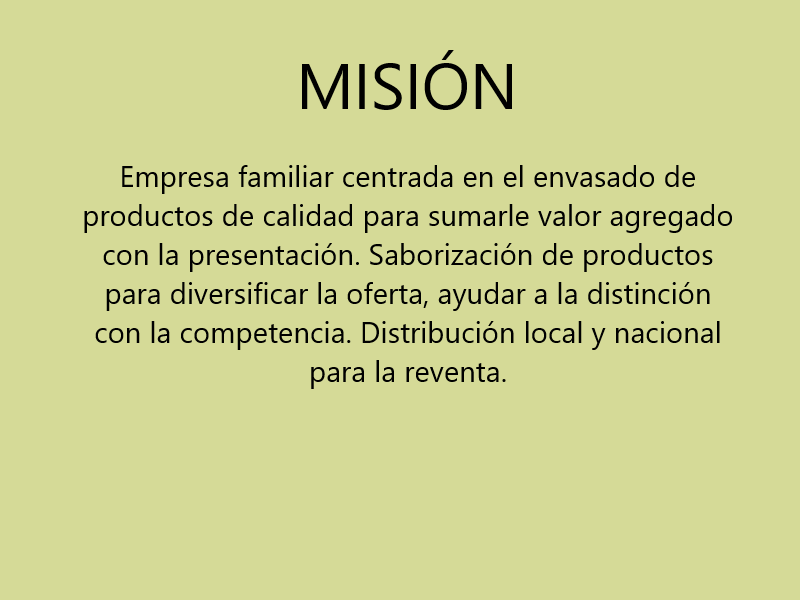 MISIÓN
Empresa familiar centrada en el envasado de
productos de calidad para sumarle valor agregado
con la presentación. Saborización de productos
para diversificar la oferta, ayudar a la distinción
con la competencia. Distribución local y nacional
para la reventa.